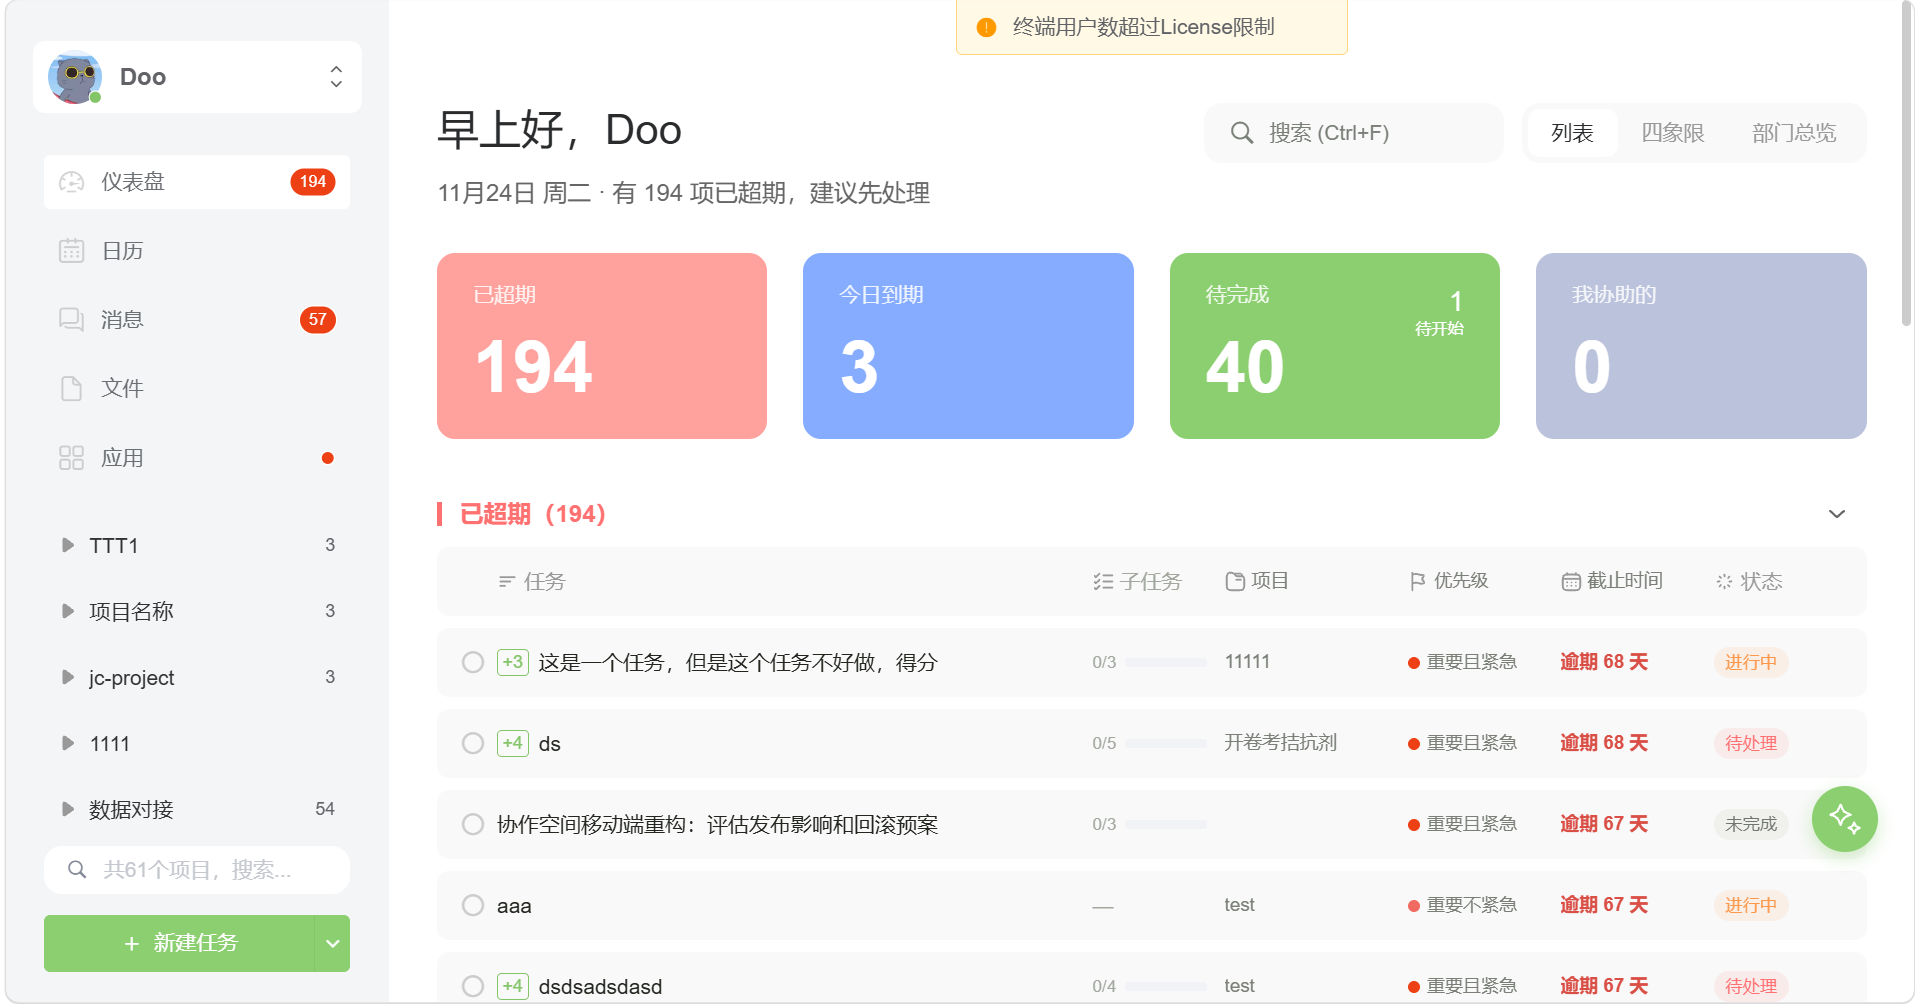 终端用户数超过License限制
Doo
仪表盘 194
日历
消息 57
文件
应用
TTT1 3
项目名称 3
jc-project 3
1111
数据对接 54
共61个项目，搜索...
+ 新建任务
早上好，Doo
搜索 (Ctrl+F)
列表 四象限 部门总览
11月24日 周二 · 有 194 项已超期，建议先处理
已超期
194
今日到期
3
待完成
40
1
待开始
我协助的
0
已超期（194）
任务 子任务 项目 优先级 截止时间 状态
+3 这是一个任务，但是这个任务不好做，得分 0/3 11111 重要且紧急 逾期 68 天 进行中
+4 ds 0/5 开卷考拮抗剂 重要且紧急 逾期 68 天 待处理
协作空间移动端重构：评估发布影响和回滚预案 0/3 重要且紧急 逾期 67 天 未完成
aaa — test 重要不紧急 逾期 67 天 进行中
+4 dsdsadsdasd 0/4 test 重要且紧急 逾期 67 天 待处理